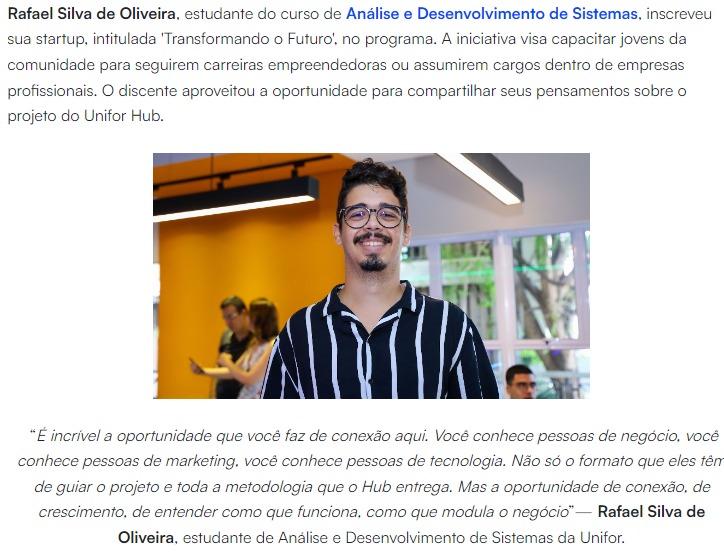 Rafael Silva de Oliveira, estudante do curso de Análise e Desenvolvimento de Sistemas, inscreveu
sua startup, intitulada 'Transformando o Futuro', no programa. A iniciativa visa capacitar jovens da
comunidade para seguirem carreiras empreendedoras ou assumirem cargos dentro de empresas
profissionais. O discente aproveitou a oportunidade para compartilhar seus pensamentos sobre o
projeto do Unifor Hub.
“É incrível a oportunidade que você faz de conexão aqui. Você conhece pessoas de negócio, você
conhece pessoas de marketing, você conhece pessoas de tecnologia. Não só o formato que eles têm
de guiar o projeto e toda a metodologia que o Hub entrega. Mas a oportunidade de conexão, de
crescimento, de entender como que funciona, como que modula o negócio”— Rafael Silva de
Oliveira, estudante de Análise e Desenvolvimento de Sistemas da Unifor.